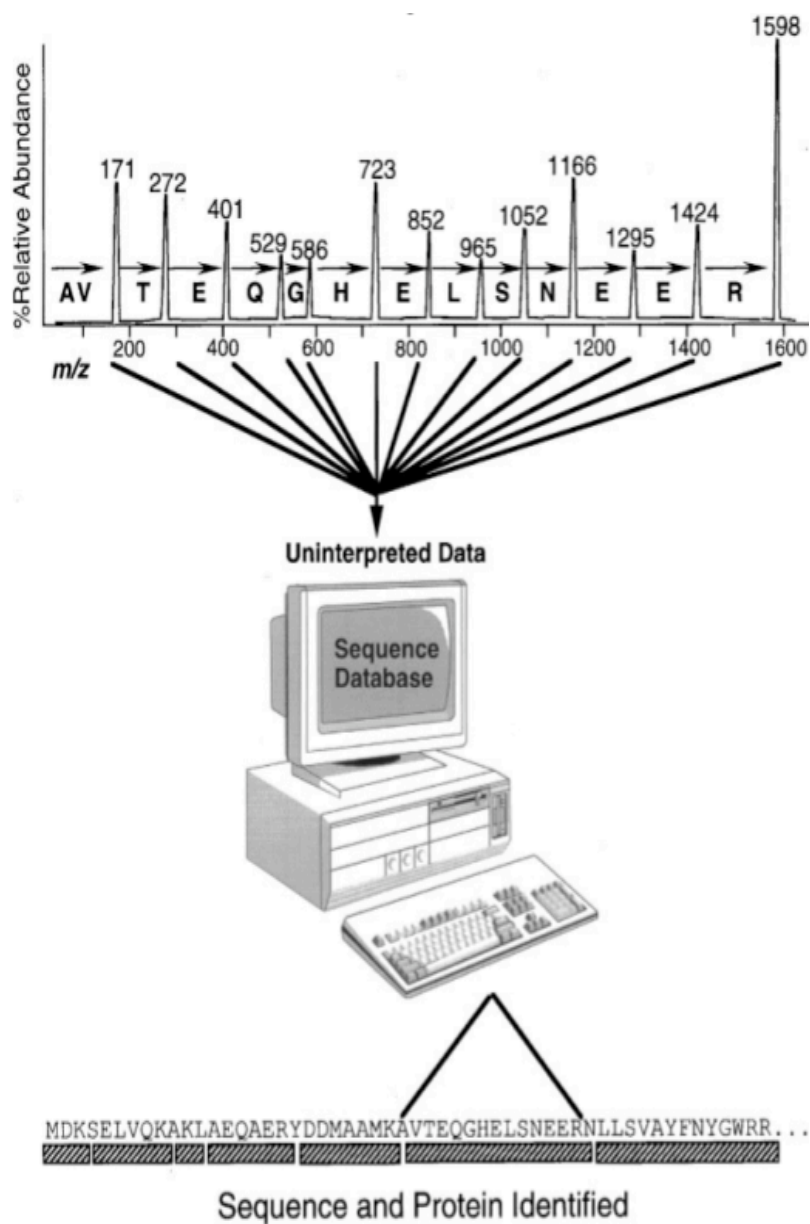 1598
%Relative Abundance
171 272 401 529 586 723 852 965 1052 1166 1295 1424
AV T E Q G H E L S N E E R
200 400 600 800 1000 1200 1400 1600
m/z
Uninterpreted Data
Sequence
Database
MDKSELVQKAKLAEQAERYDDMAAMKAVTEQGHELSNEERNLLSVAYFNYGWRR...
Sequence and Protein Identified